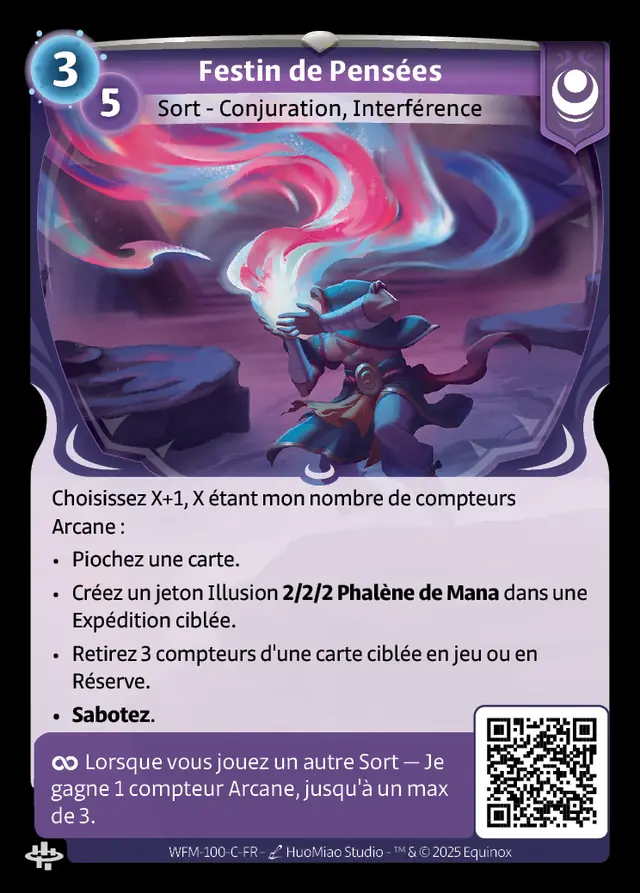 3
5
Festin de Pensées
Sort - Conjuration, Interférence
Choisissez X+1, X étant mon nombre de compteurs
Arcane :
• Piochez une carte.
• Créez un jeton Illusion 2/2/2 Phalène de Mana dans une
Expédition ciblée.
• Retirez 3 compteurs d'une carte ciblée en jeu ou en
Réserve.
• Sabotez.
∞ Lorsque vous jouez un autre Sort — Je
gagne 1 compteur Arcane, jusqu'à un max
de 3.
WFM-100-C-FR - HuoMiao Studio - ™ & © 2025 Equinox